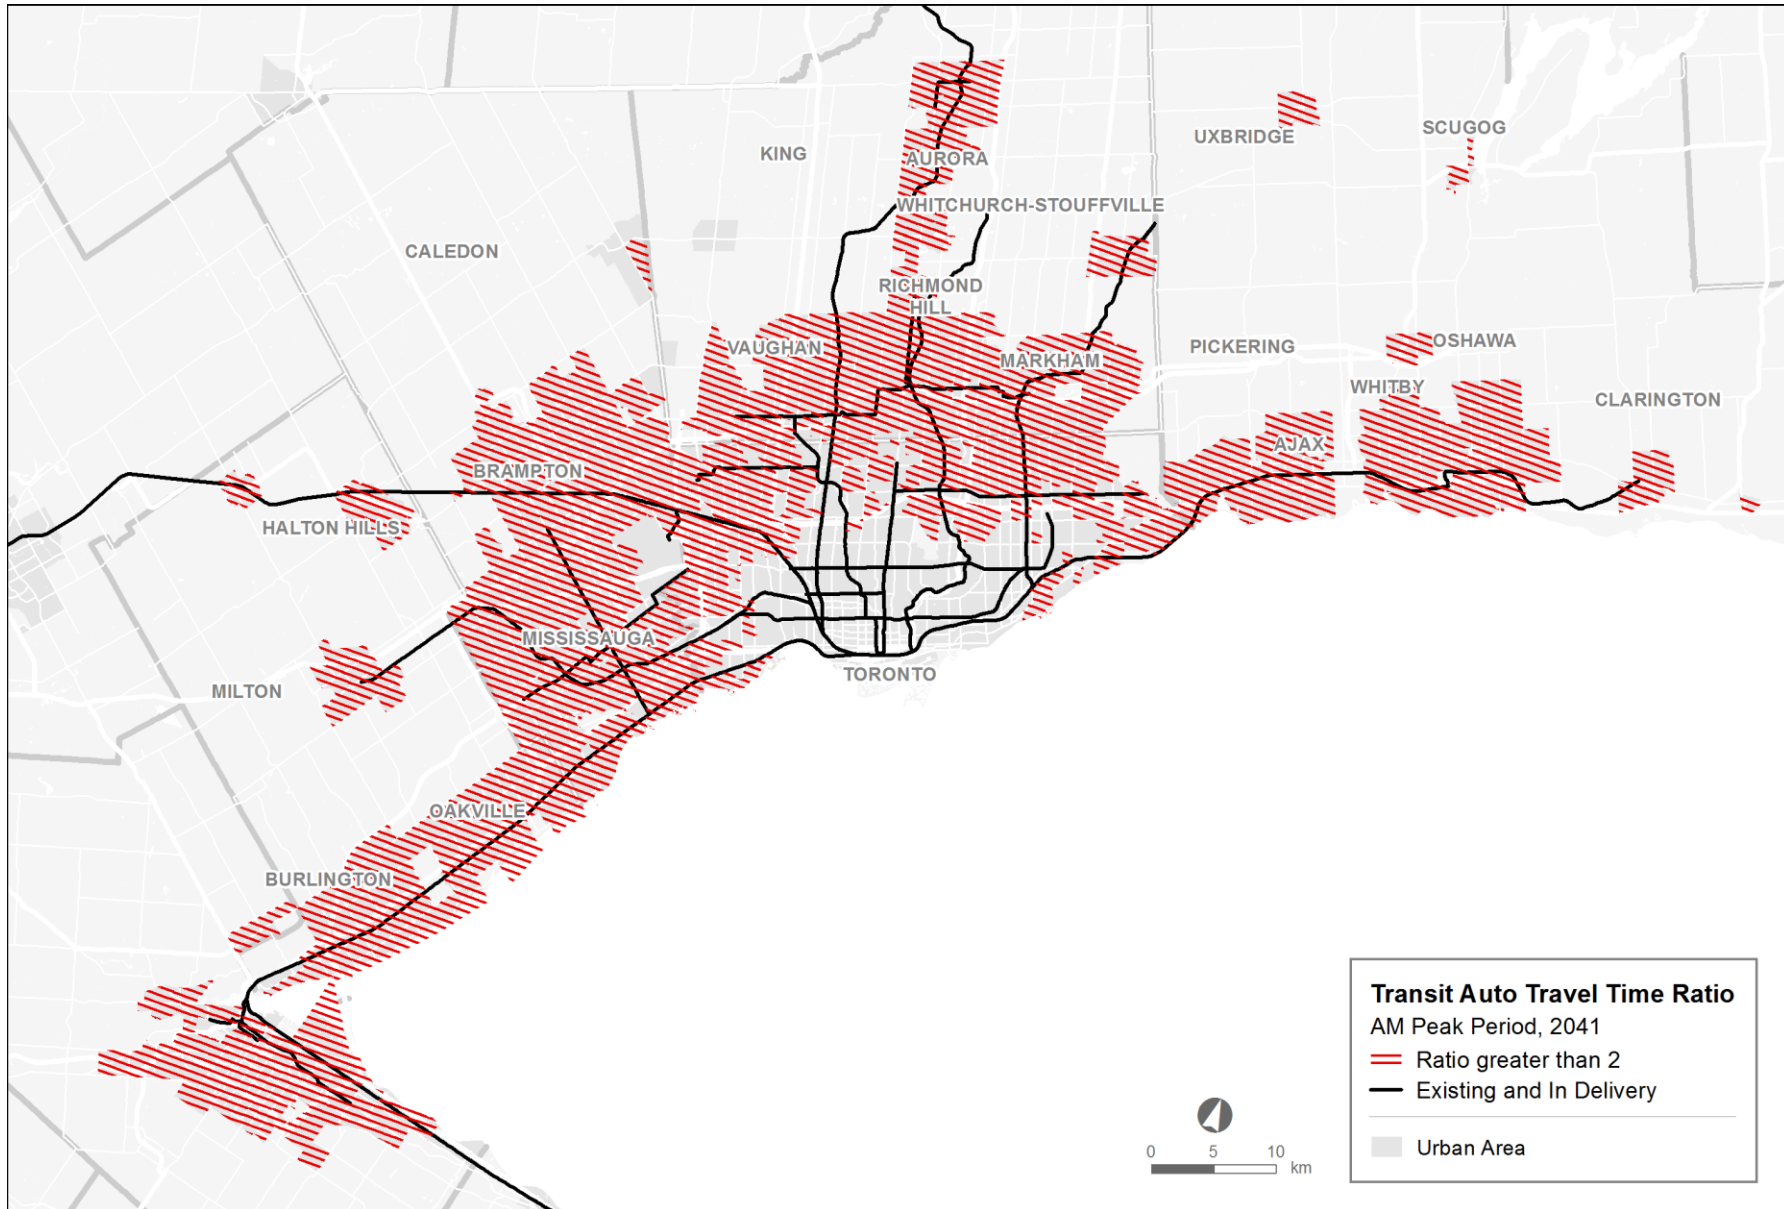 KING
AURORA
UXBRIDGE
SCUGOG
WHITCHURCH-STOUFFVILLE
CALEDON
RICHMOND
HILL
VAUGHAN
MARKHAM
PICKERING
OSHAWA
WHITBY
CLARINGTON
AJAX
BRAMPTON
HALTON HILLS
MISSISSAUGA
MILTON
TORONTO
OAKVILLE
BURLINGTON
Transit Auto Travel Time Ratio
AM Peak Period, 2041
Ratio greater than 2
Existing and In Delivery
Urban Area
0 5 10
km